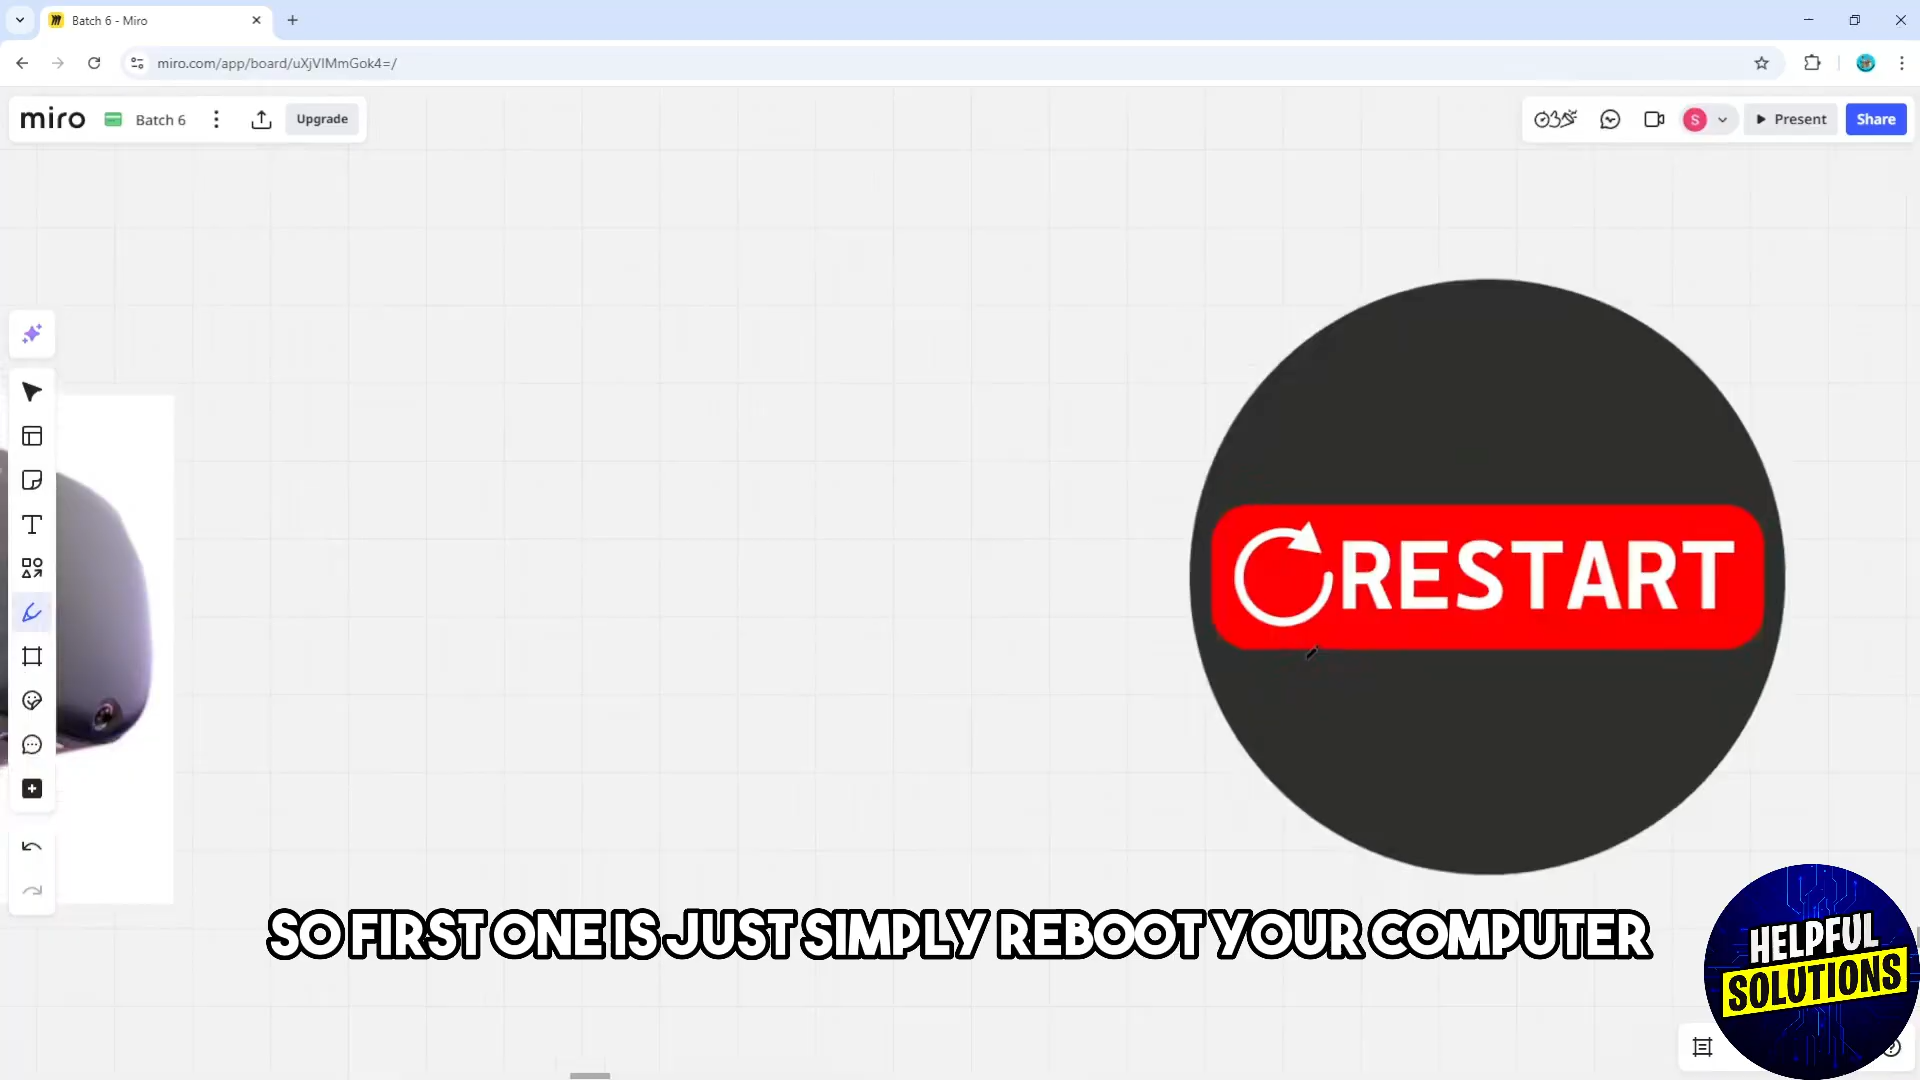 Batch 6 - Miro
miro.com/app/board/uXjVIMmGok4=/
miro
Batch 6
Upgrade
S
Present
Share
RESTART
SO FIRST ONE IS JUST SIMPLY REBOOT YOUR COMPUTER
HELPFUL
SOLUTIONS